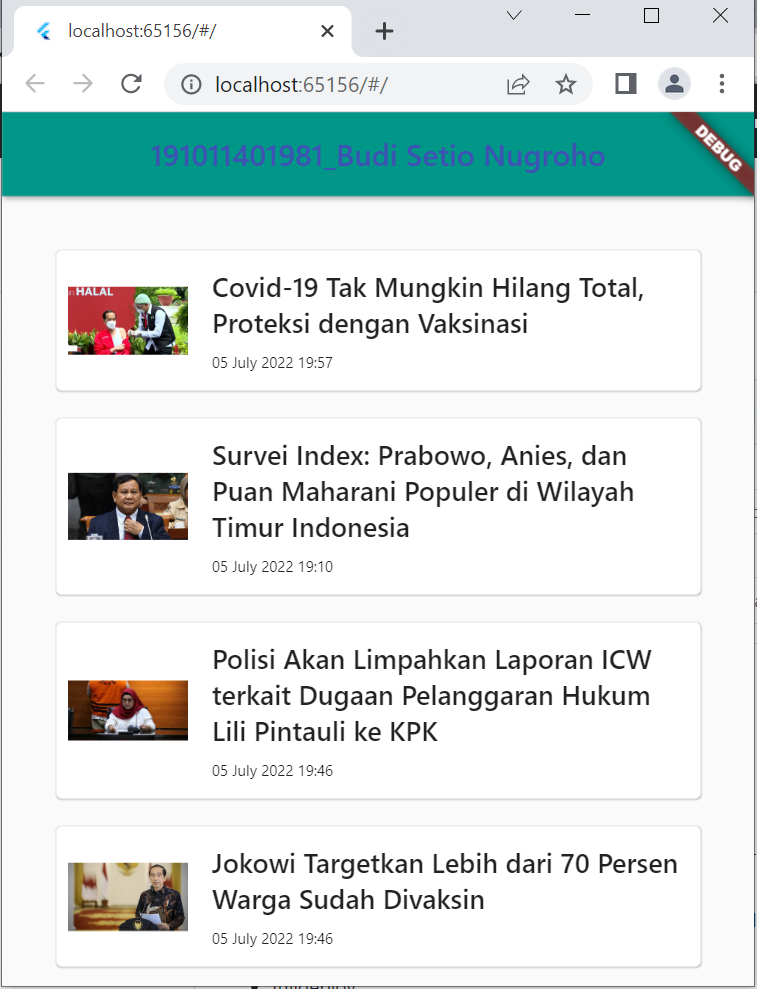 localhost:65156/#/
localhost:65156/#/
191011401981_Budi Setio Nugroho
DEBUG
HALAL
Covid-19 Tak Mungkin Hilang Total,
Proteksi dengan Vaksinasi
05 July 2022 19:57
Survei Index: Prabowo, Anies, dan
Puan Maharani Populer di Wilayah
Timur Indonesia
05 July 2022 19:10
Polisi Akan Limpahkan Laporan ICW
terkait Dugaan Pelanggaran Hukum
Lili Pintauli ke KPK
05 July 2022 19:46
Jokowi Targetkan Lebih dari 70 Persen
Warga Sudah Divaksin
05 July 2022 19:46